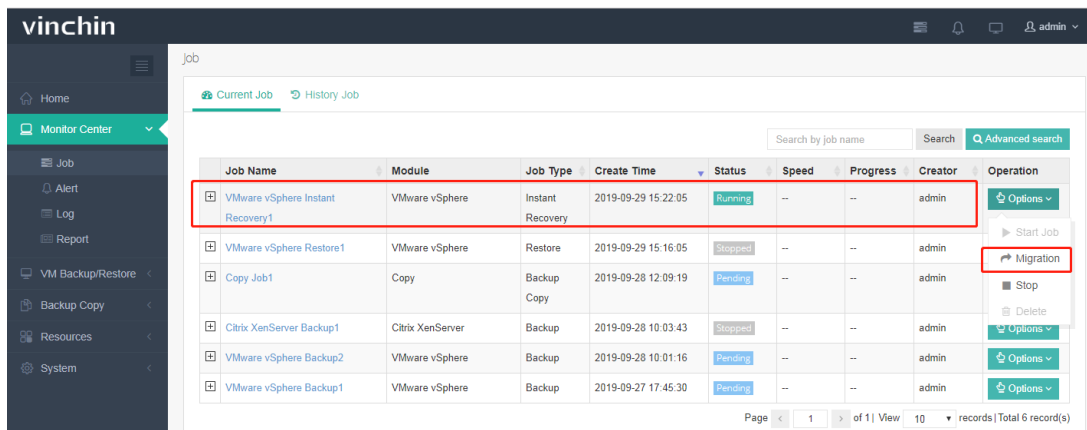 vinchin
admin
job
Home
Current Job History Job
Monitor Center
Search by job name Search Advanced search
Job
Job Name Module Job Type Create Time Status Speed Progress Creator Operation
Alert
VMware vSphere Instant VMware vSphere Instant 2019-09-29 15:22:05 Running -- -- admin Options
Log
Recovery1 Recovery
Start Job
Report
VMware vSphere Restore1 VMware vSphere Restore 2019-09-29 15:16:05 Stopped -- -- admin
Migration
VM Backup/Restore
Copy Job1 Copy Backup 2019-09-28 12:09:19 Pending -- -- admin
Stop
Copy
Backup Copy
Delete
Citrix XenServer Backup1 Citrix XenServer Backup 2019-09-28 10:03:43 Stopped -- -- admin Options
Resources
VMware vSphere Backup2 VMware vSphere Backup 2019-09-28 10:01:16 Pending -- -- admin Options
System
VMware vSphere Backup1 VMware vSphere Backup 2019-09-27 17:45:30 Pending -- -- admin Options
Page < 1 > of 1| View 10 records|Total 6 record(s)